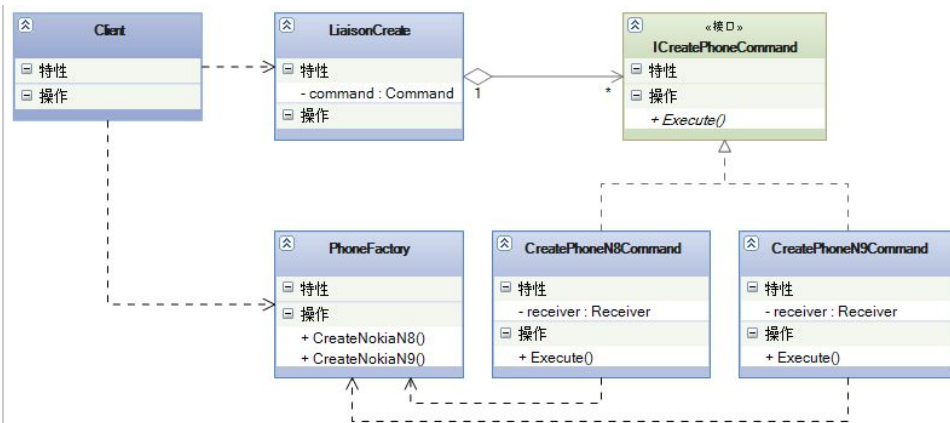 Client
特性
操作
LiaisonCreate
特性
- command : Command
操作
«接口»
ICreatePhoneCommand
特性
操作
+ Execute()
1
*
PhoneFactory
特性
操作
+ CreateNokiaN8()
+ CreateNokiaN9()
CreatePhoneN8Command
特性
- receiver : Receiver
操作
+ Execute()
CreatePhoneN9Command
特性
- receiver : Receiver
操作
+ Execute()